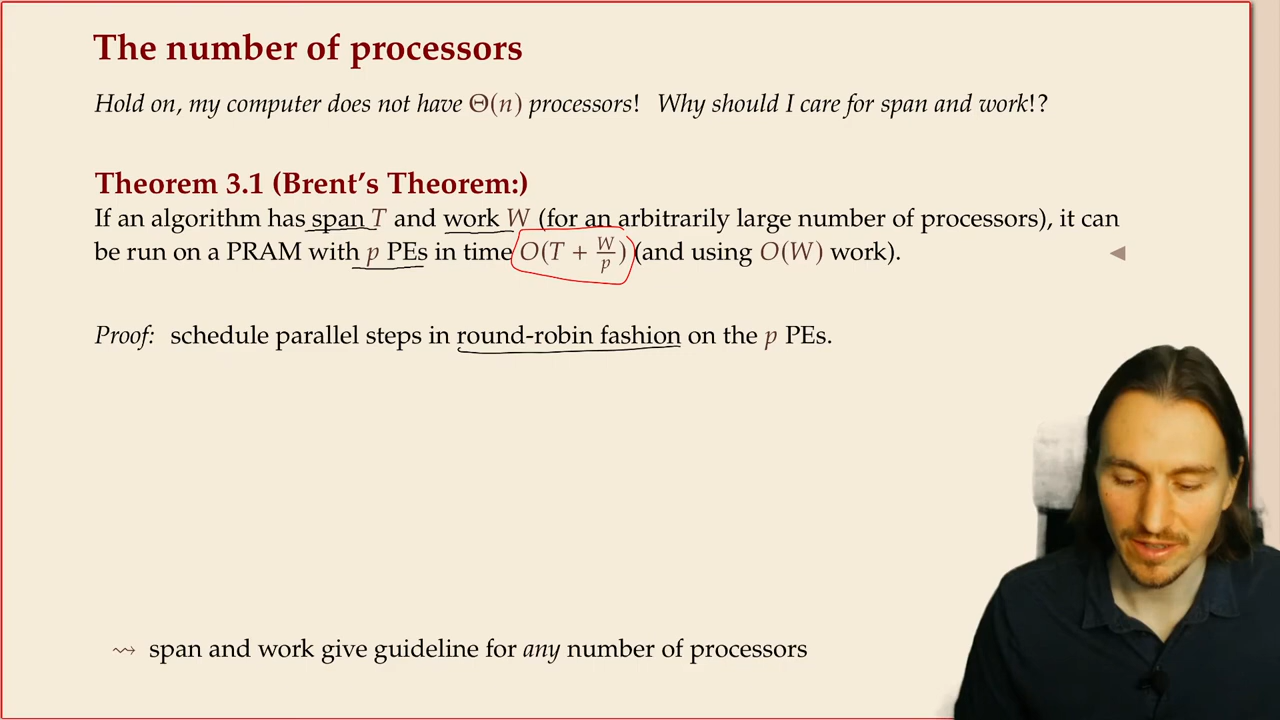 The number of processors
Hold on, my computer does not have Θ(n) processors! Why should I care for span and work!?
Theorem 3.1 (Brent's Theorem:)
If an algorithm has span T and work W (for an arbitrarily large number of processors), it can
be run on a PRAM with p PEs in time O(T + W/p) (and using O(W) work). ◀
Proof: schedule parallel steps in round-robin fashion on the p PEs.
⇝ span and work give guideline for any number of processors